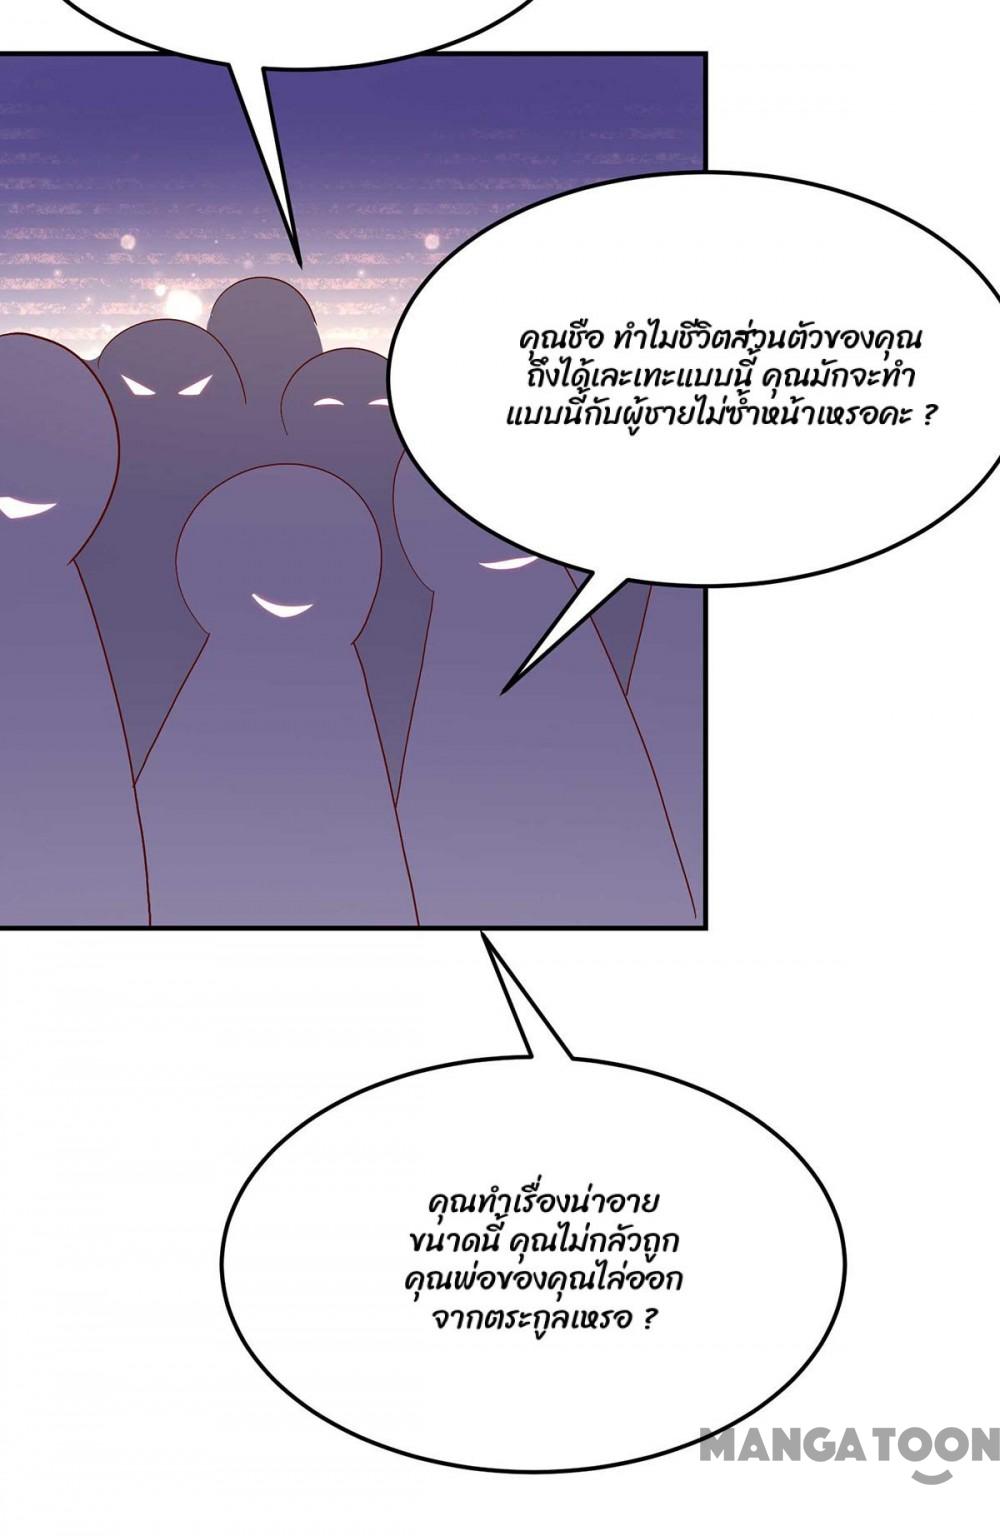 คุณชือ ทำไมชีวิตส่วนตัวของคุณ
ถึงได้เละเทะแบบนี้ คุณมักจะทำ
แบบนี้กับผู้ชายไม่ซ้ำหน้าเหรอคะ ?
คุณทำเรื่องน่าอาย
ขนาดนี้ คุณไม่กลัวถูก
คุณพ่อของคุณไล่ออก
จากตระกูลเหรอ ?
MANGATOON